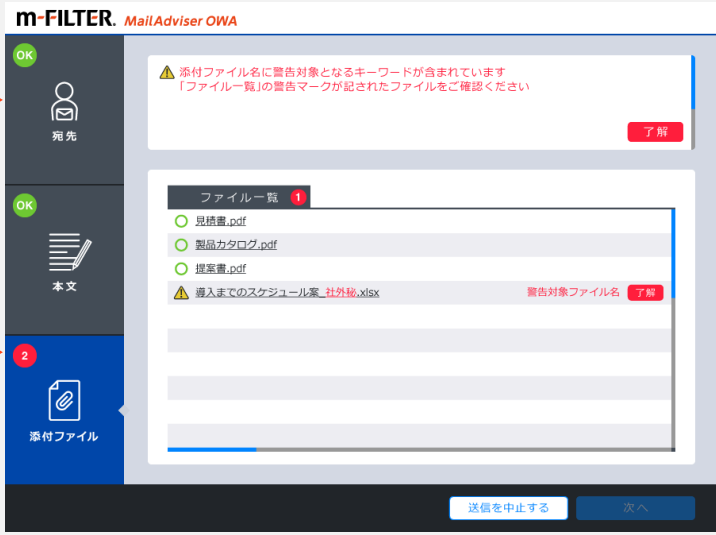 m-FILTER. MailAdviser OWA
OK
宛先
OK
本文
2
添付ファイル
添付ファイル名に警告対象となるキーワードが含まれています
「ファイル一覧」の警告マークが記されたファイルをご確認ください
了解
ファイル一覧 1
見積書.pdf
製品カタログ.pdf
提案書.pdf
導入までのスケジュール案_社外秘.xlsx 警告対象ファイル名 了解
送信を中止する 次へ